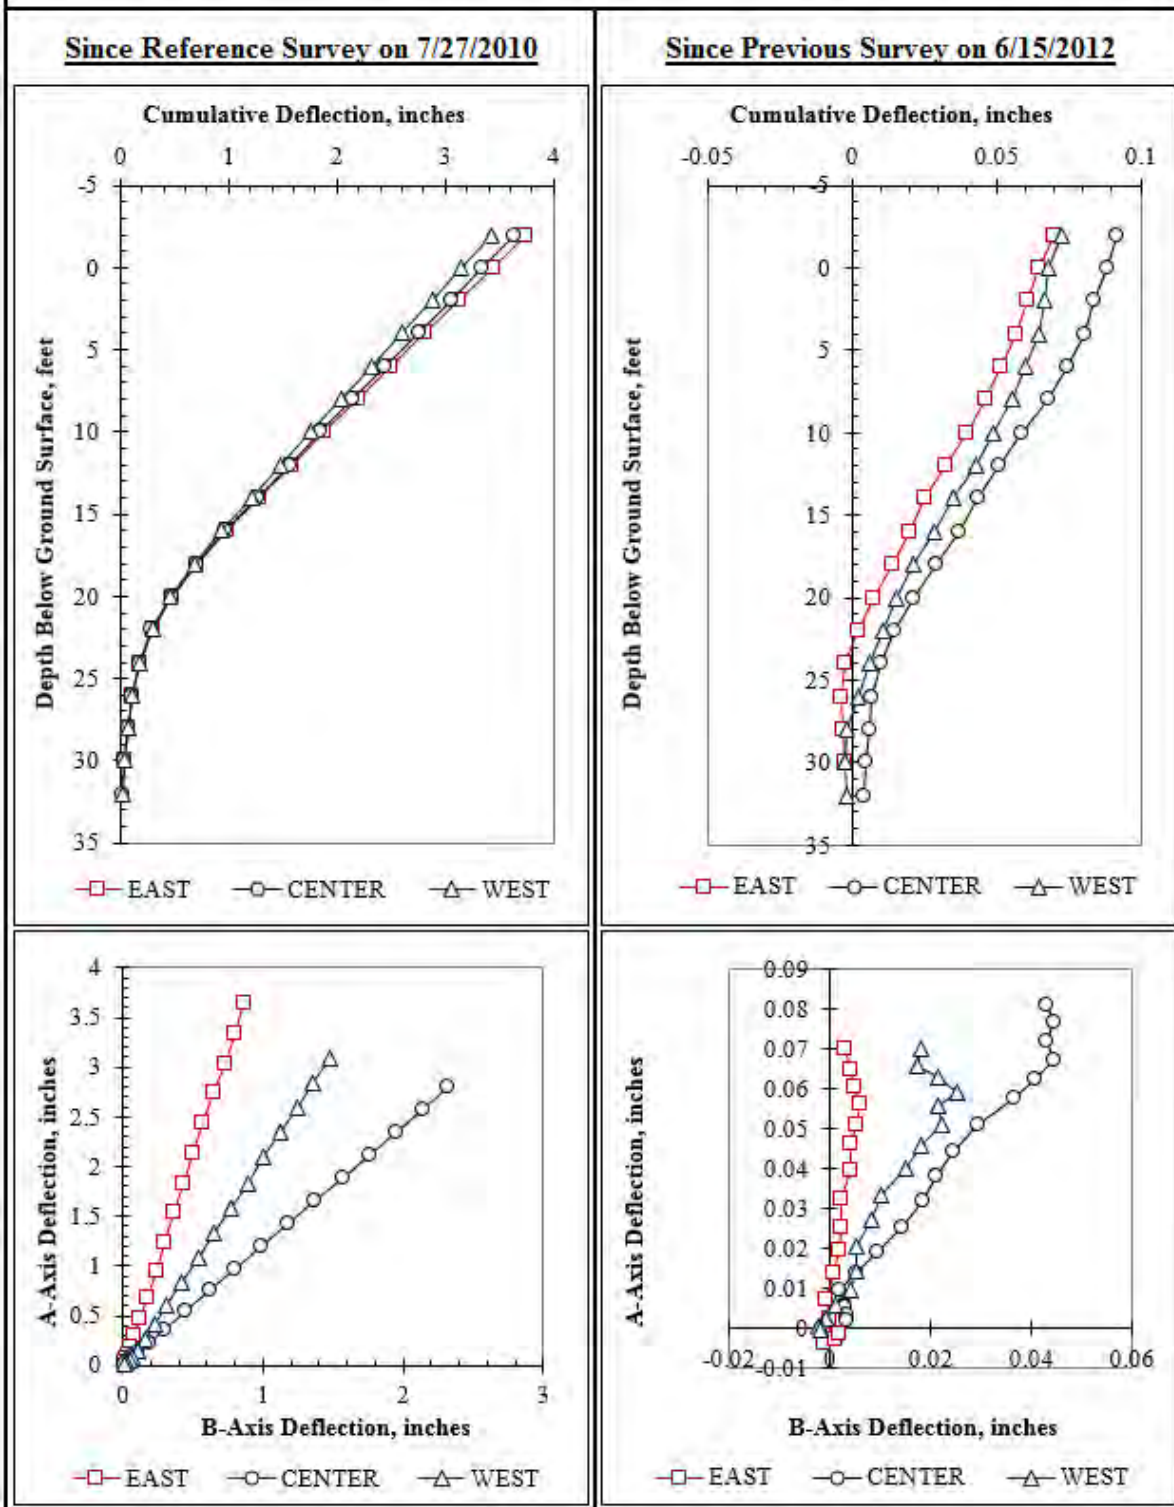 Since Reference Survey on 7/27/2010
Cumulative Deflection, inches
0 1 2 3 4
-5
0
5
10
15
20
25
30
35
Depth Below Ground Surface, feet
EAST CENTER WEST
Since Previous Survey on 6/15/2012
Cumulative Deflection, inches
-0.05 0 0.05 0.1
-5
0
5
10
15
20
25
30
35
Depth Below Ground Surface, feet
EAST CENTER WEST
4
3.5
3
2.5
2
1.5
1
0.5
0
A-Axis Deflection, inches
0 1 2 3
B-Axis Deflection, inches
EAST CENTER WEST
0.09
0.08
0.07
0.06
0.05
0.04
0.03
0.02
0.01
0
-0.01
A-Axis Deflection, inches
-0.02 0 0.02 0.04 0.06
B-Axis Deflection, inches
EAST CENTER WEST